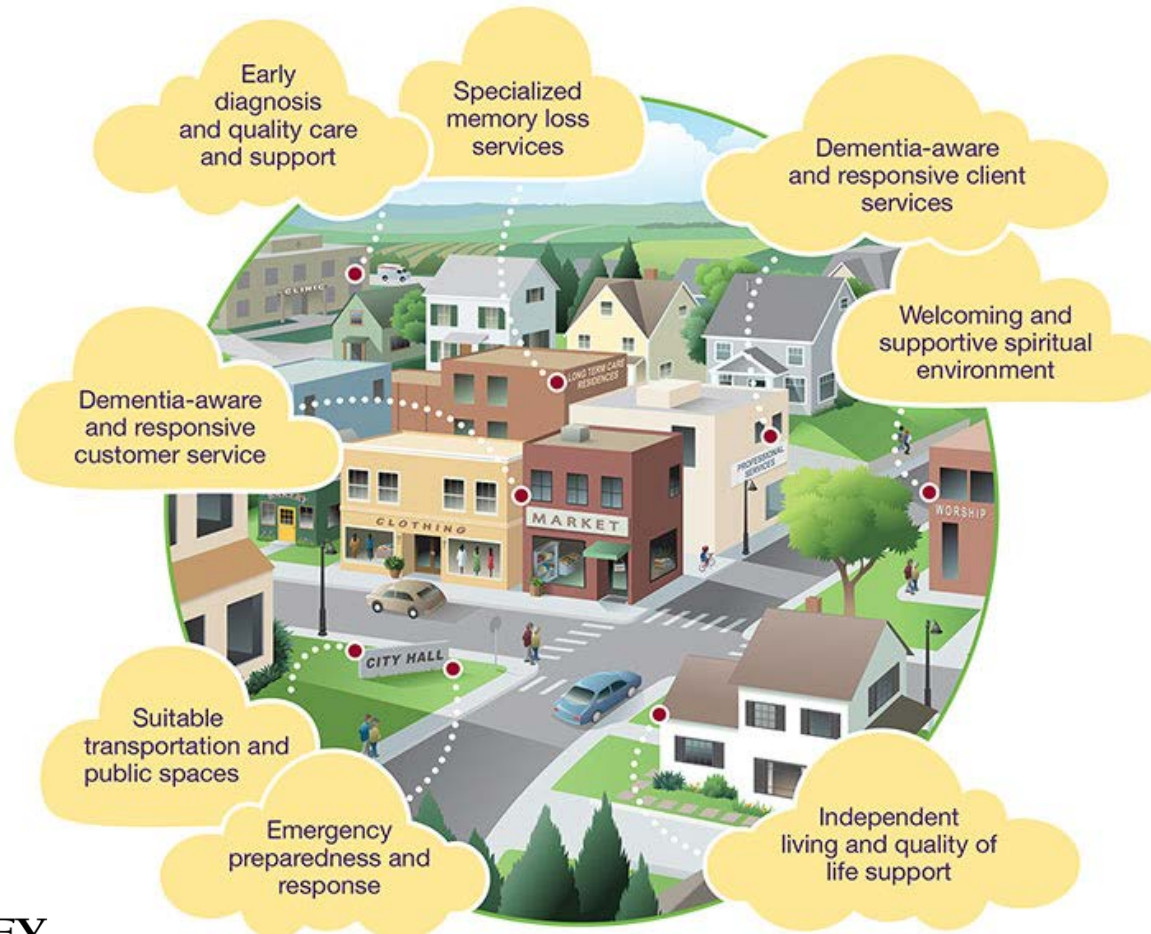 Early
diagnosis
and quality care
and support
Specialized
memory loss
services
Dementia-aware
and responsive client
services
Welcoming and
supportive spiritual
environment
CLINIC
LONG TERM CARE
RESIDENCES
Dementia-aware
and responsive
customer service
PROFESSIONAL
SERVICES
BAKERY
CLOTHING
MARKET
WORSHIP
CITY HALL
Suitable
transportation and
public spaces
Emergency
preparedness and
response
Independent
living and quality of
life support